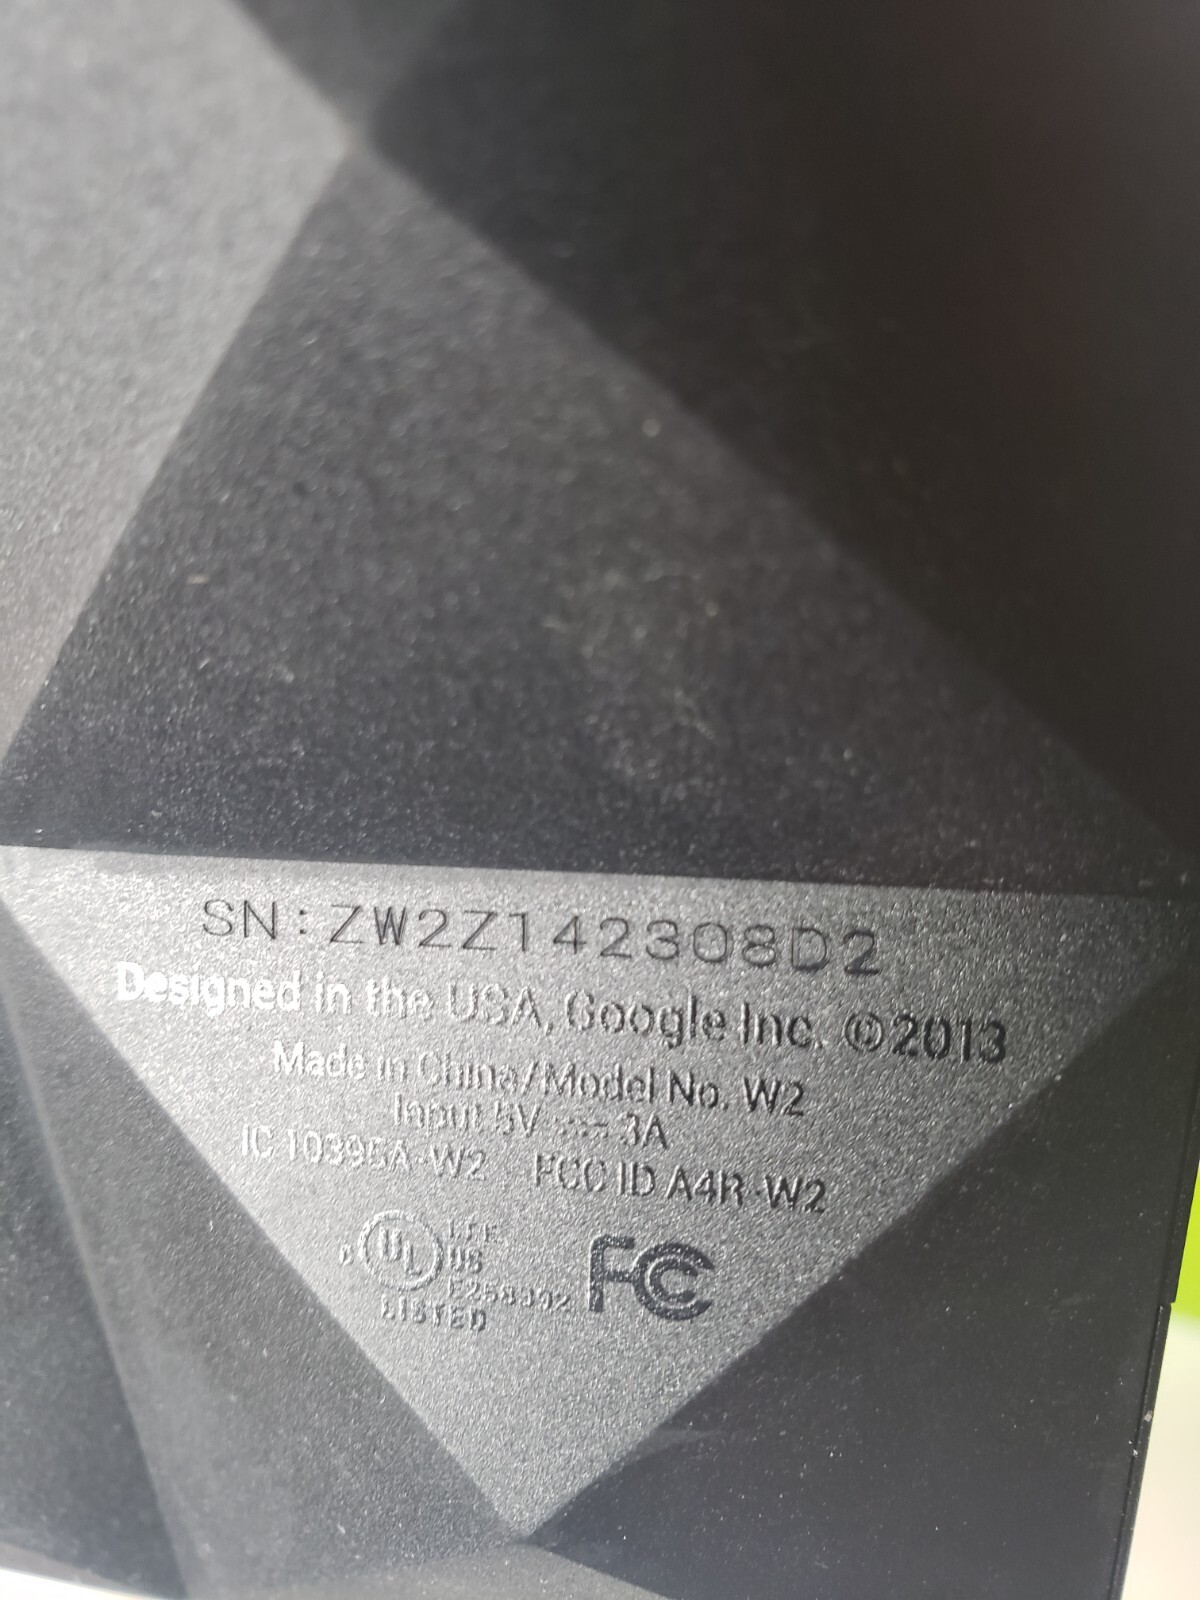 SN:ZW2Z142308D2
Designed in the USA, Google Inc. ©2013
Made in China/Model No. W2
Input 5V ⎓ 3A
IC 10395A-W2 FCC ID A4R-W2
C UL US
LISTED
FC